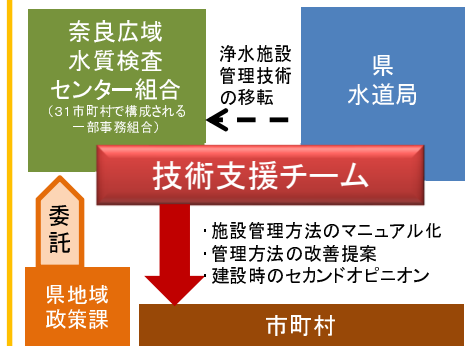 奈良広域
水質検査
センター組合
（31市町村で構成される
一部事務組合）
浄水施設
管理技術
の移転
県
水道局
技術支援チーム
委
託
・施設管理方法のマニュアル化
・管理方法の改善提案
・建設時のセカンドオピニオン
県地域
政策課
市町村